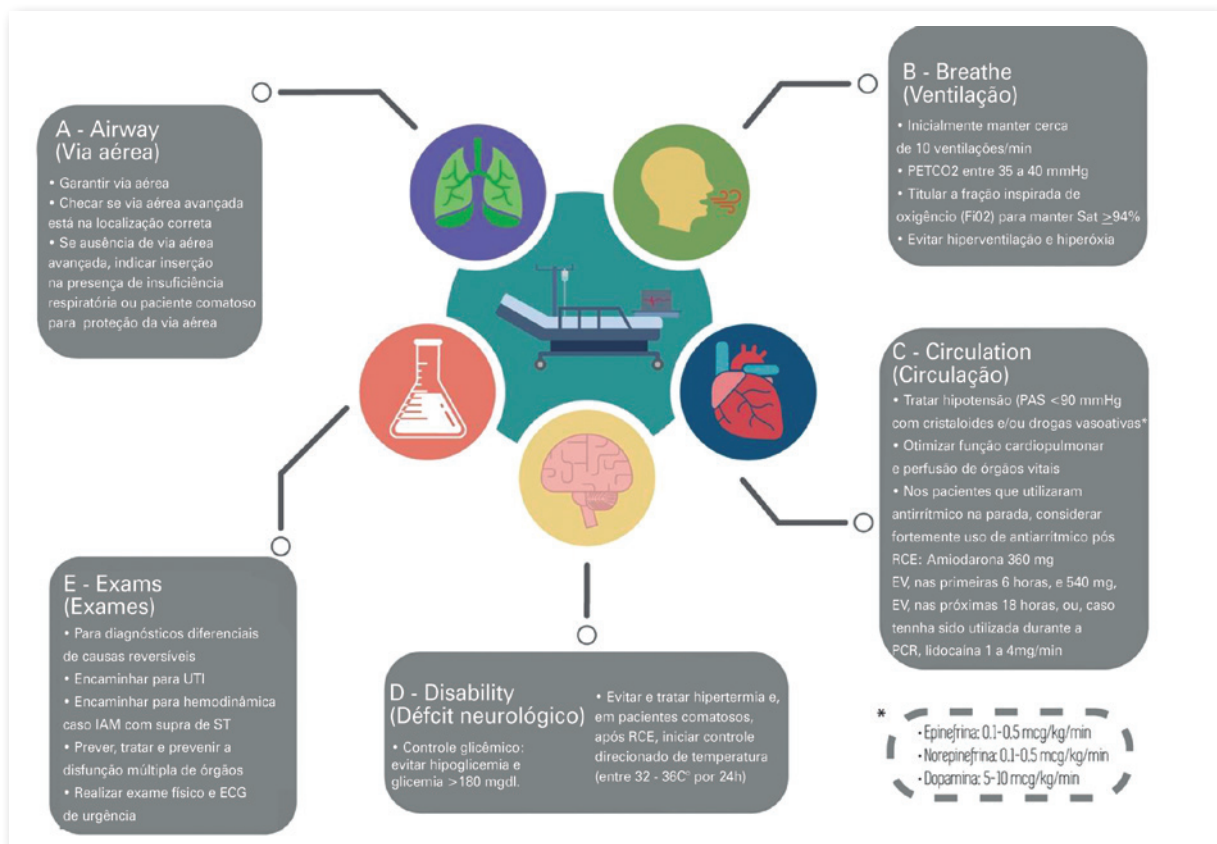 A - Airway
(Via aérea)
• Garantir via aérea
• Checar se via aérea avançada
está na localização correta
• Se ausência de via aérea
avançada, indicar inserção
na presença de insuficiência
respiratória ou paciente comatoso
para proteção da via aérea
B - Breathe
(Ventilação)
• Inicialmente manter cerca
de 10 ventilações/min
• PETCO2 entre 35 a 40 mmHg
• Titular a fração inspirada de
oxigêncio (Fi02) para manter Sat ≥94%
• Evitar hiperventilação e hiperóxia
C - Circulation
(Circulação)
• Tratar hipotensão (PAS <90 mmHg
com cristaloides e/ou drogas vasoativas*
• Otimizar função cardiopulmonar
e perfusão de órgãos vitais
• Nos pacientes que utilizaram
antirrítmico na parada, considerar
fortemente uso de antiarrítmico pós
RCE: Amiodarona 360 mg
EV, nas primeiras 6 horas, e 540 mg,
EV, nas próximas 18 horas, ou, caso
tennha sido utilizada durante a
PCR, lidocaína 1 a 4mg/min
D - Disability
(Défcit neurológico)
• Controle glicêmico:
evitar hipoglicemia e
glicemia >180 mgdl.
• Evitar e tratar hipertermia e,
em pacientes comatosos,
após RCE, iniciar controle
direcionado de temperatura
(entre 32 - 36C° por 24h)
E - Exams
(Exames)
• Para diagnósticos diferenciais
de causas reversíveis
• Encaminhar para UTI
• Encaminhar para hemodinâmica
caso IAM com supra de ST
• Prever, tratar e prevenir a
disfunção múltipla de órgãos
• Realizar exame físico e ECG
de urgência
*
• Epinefrina: 0.1-0.5 mcg/kg/min
• Norepinefrina: 0.1-0.5 mcg/kg/min
• Dopamina: 5-10 mcg/kg/min